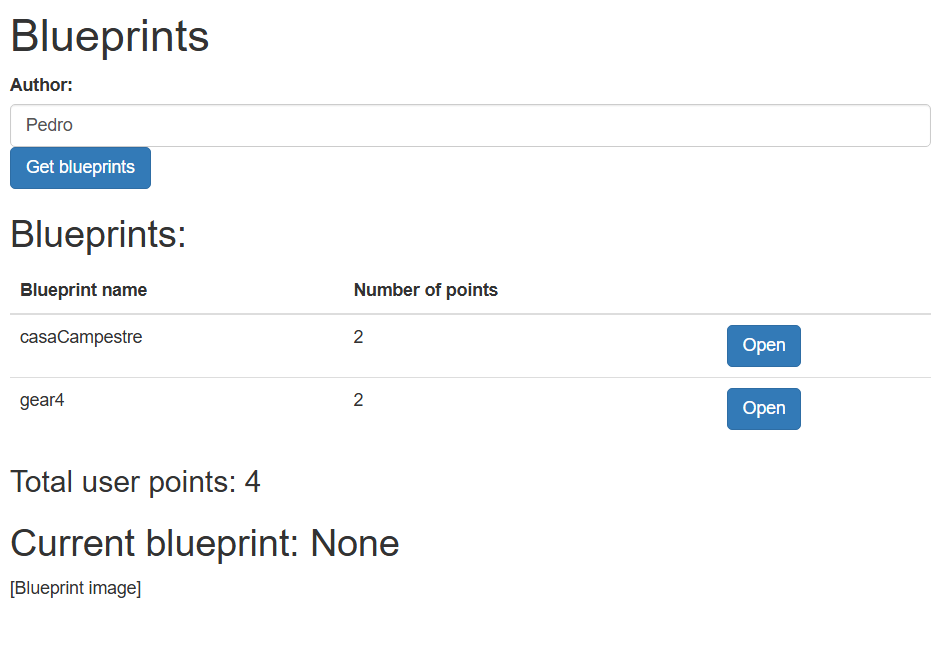 Blueprints
Author:
Pedro
Get blueprints
Blueprints:
Blueprint name Number of points
casaCampestre 2 Open
gear4 2 Open
Total user points: 4
Current blueprint: None
[Blueprint image]